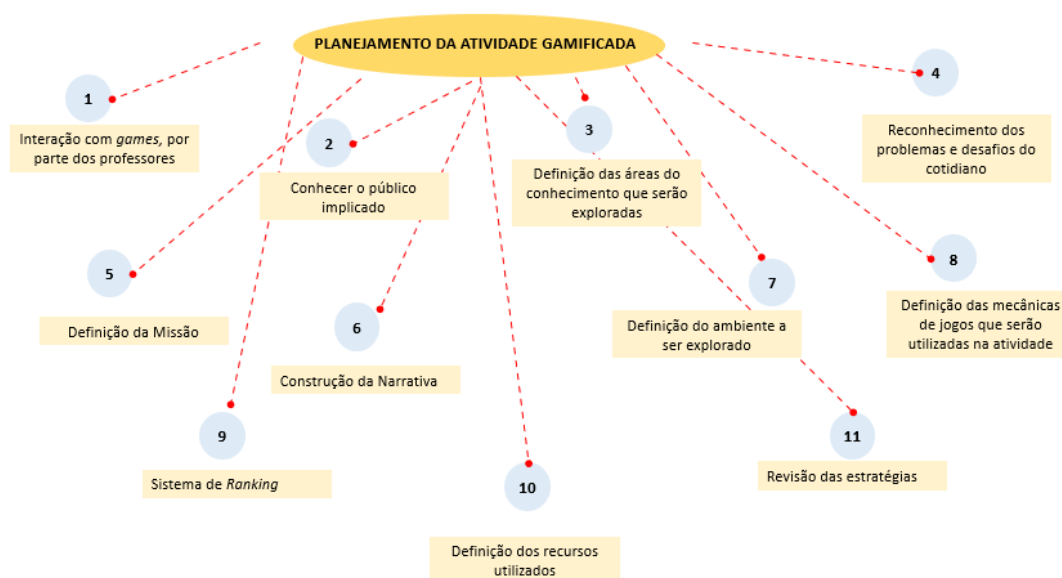 PLANEJAMENTO DA ATIVIDADE GAMIFICADA
1
Interação com games, por
parte dos professores
2
Conhecer o público
implicado
3
Definição das áreas do
conhecimento que serão
exploradas
4
Reconhecimento dos
problemas e desafios do
cotidiano
5
Definição da Missão
6
Construção da Narrativa
7
Definição do ambiente a
ser explorado
8
Definição das mecânicas
de jogos que serão
utilizadas na atividade
9
Sistema de Ranking
10
Definição dos recursos
utilizados
11
Revisão das estratégias